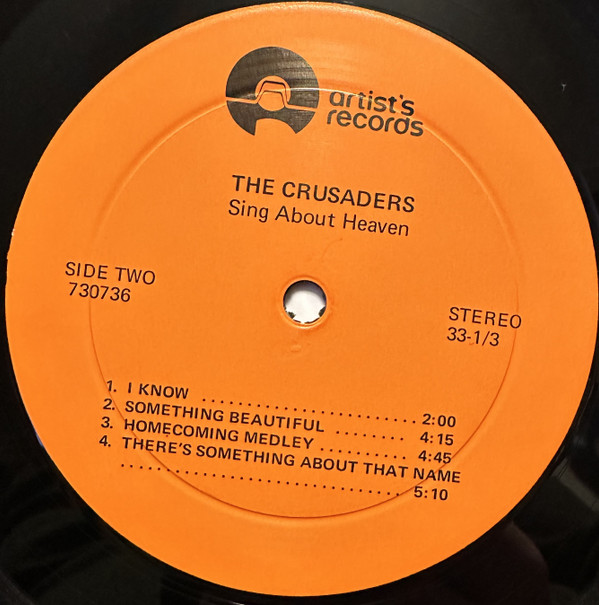 artist's
records
THE CRUSADERS
Sing About Heaven
SIDE TWO
730736
STEREO
33-1/3
1. I KNOW ....................... 2:00
2. SOMETHING BEAUTIFUL ........ 4:15
3. HOMECOMING MEDLEY .......... 4:45
4. THERE'S SOMETHING ABOUT THAT NAME
............................. 5:10